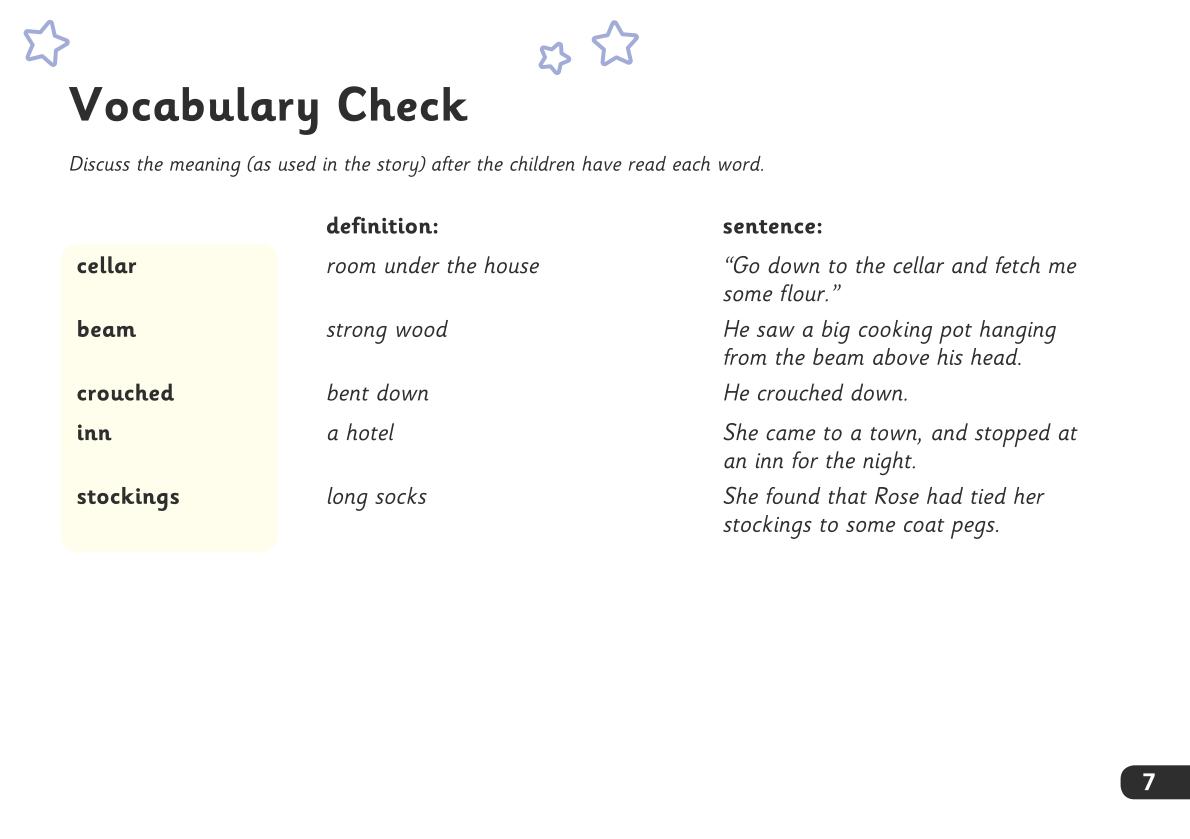 Vocabulary Check
Discuss the meaning (as used in the story) after the children have read each word.
definition: sentence:
cellar room under the house “Go down to the cellar and fetch me
some flour.”
beam strong wood He saw a big cooking pot hanging
from the beam above his head.
crouched bent down He crouched down.
inn a hotel She came to a town, and stopped at
an inn for the night.
stockings long socks She found that Rose had tied her
stockings to some coat pegs.
7